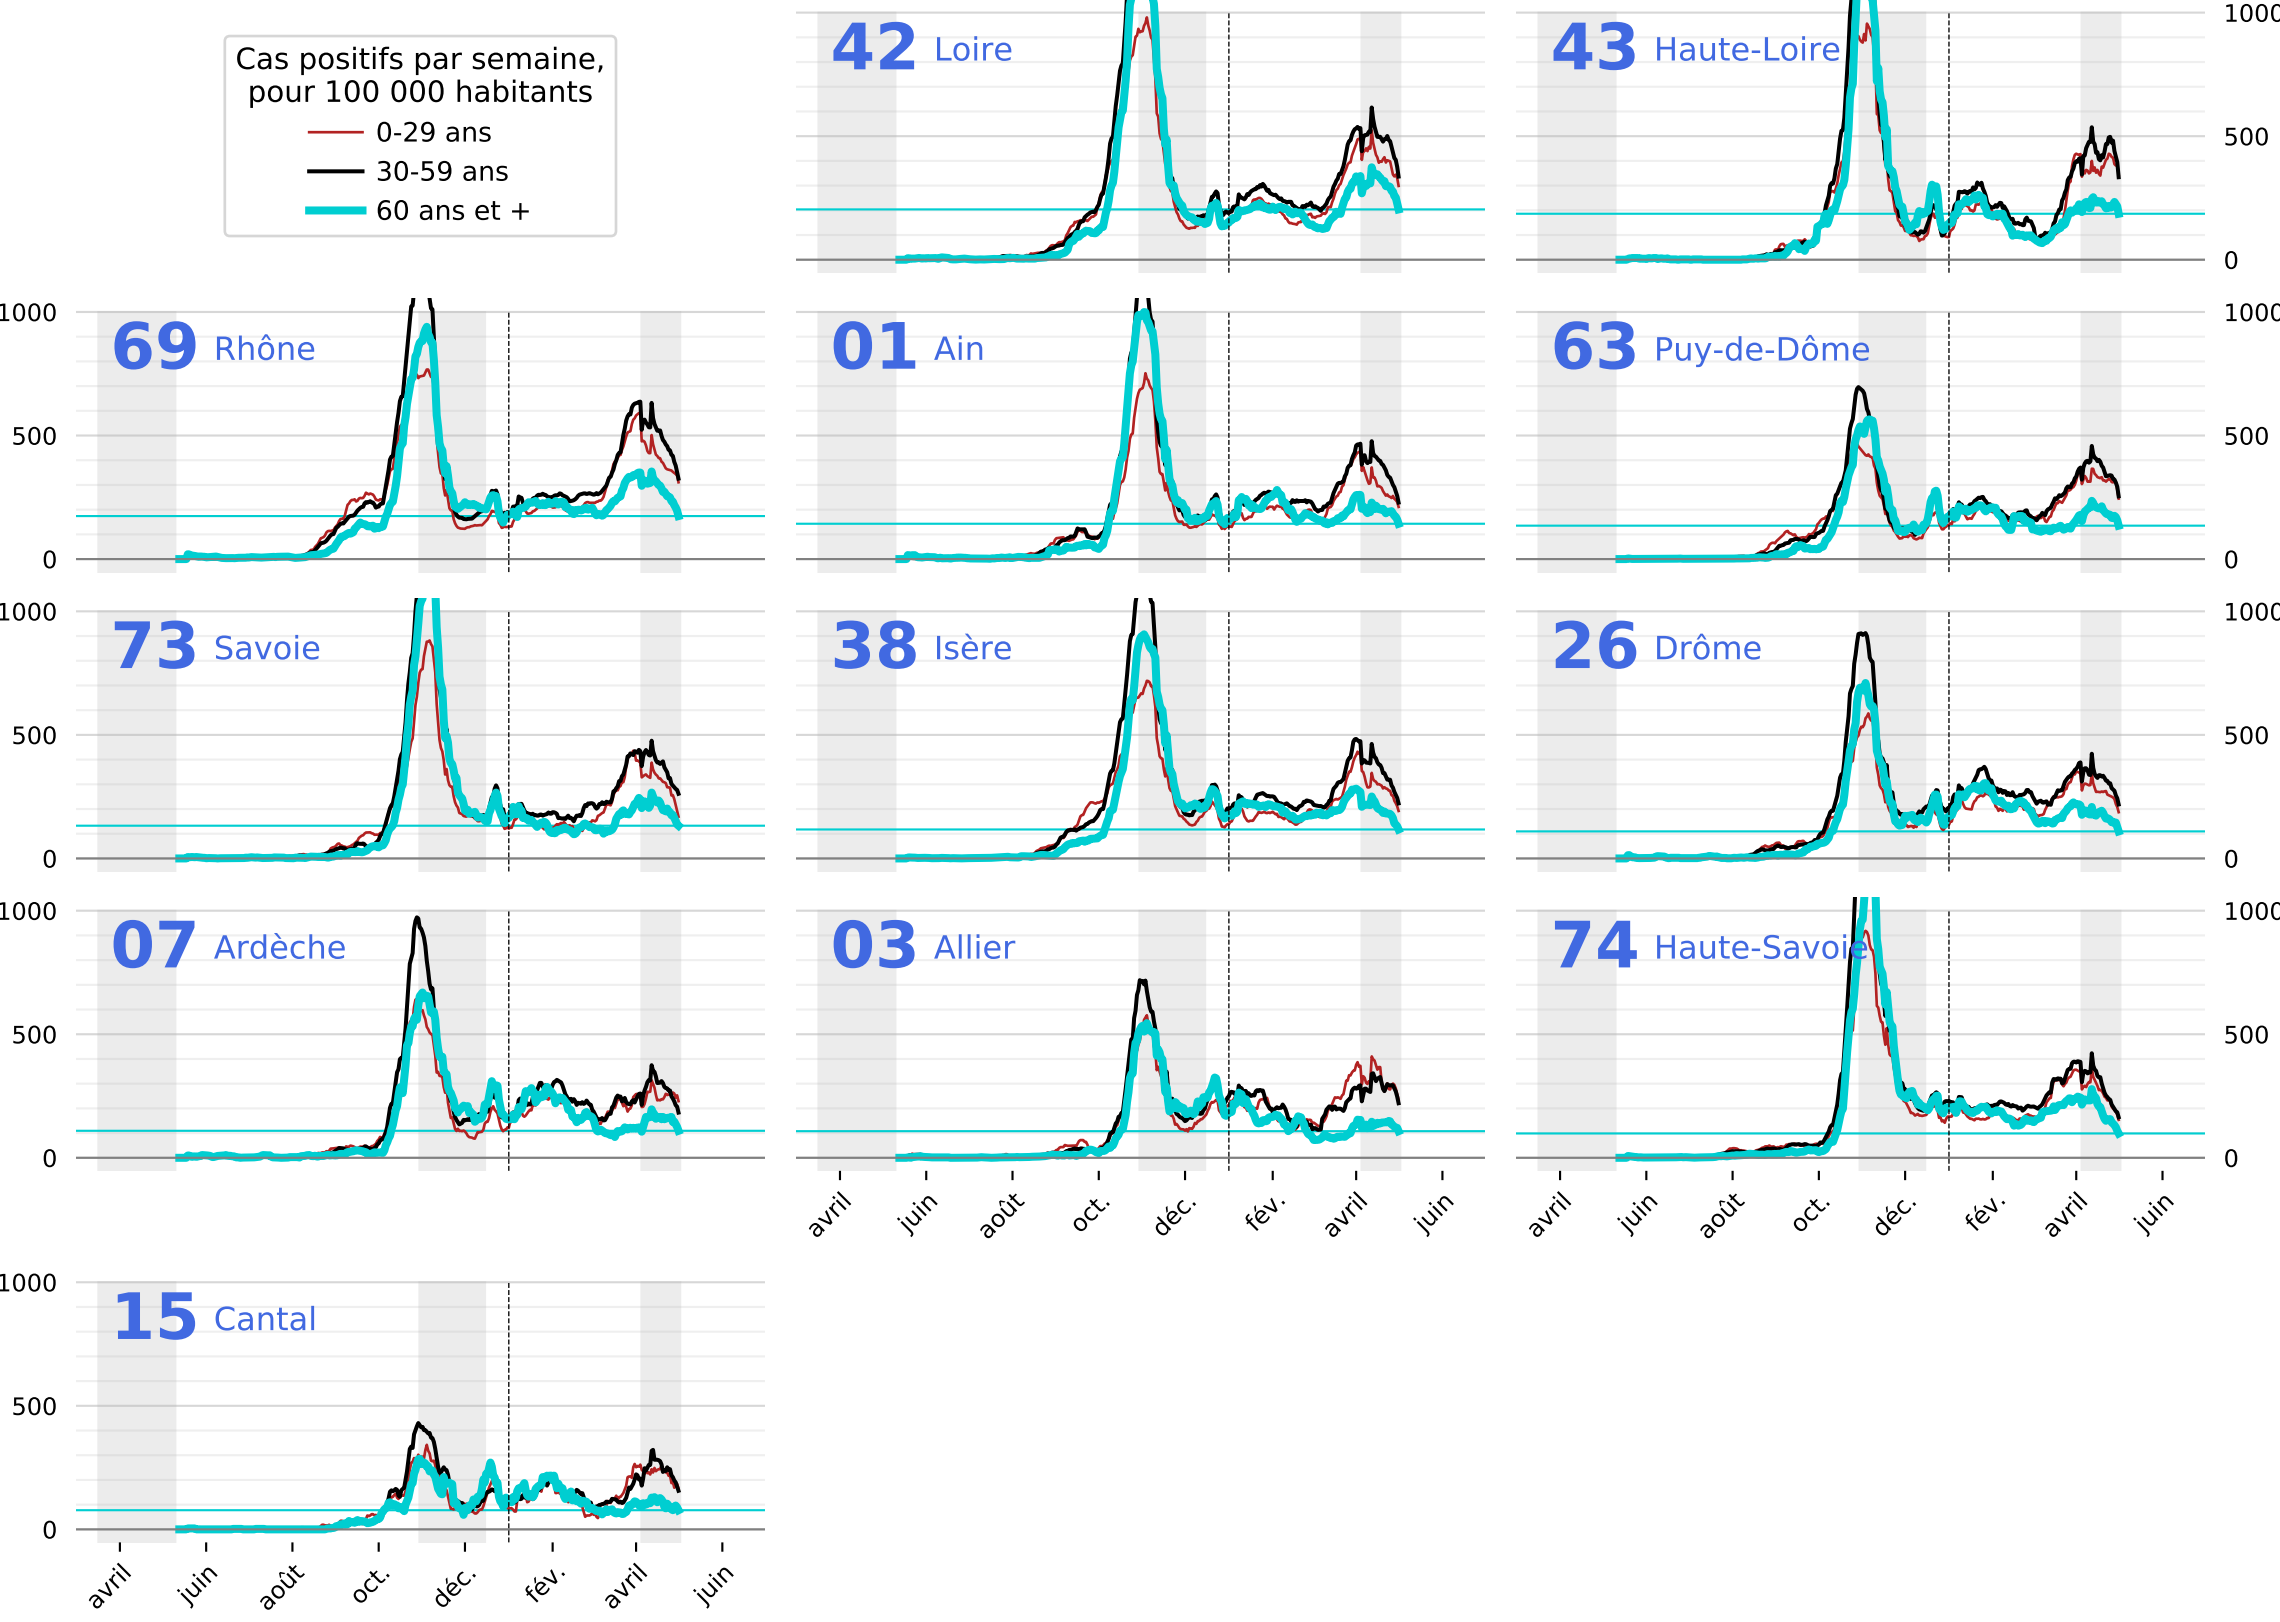 Cas positifs par semaine,
pour 100 000 habitants
0-29 ans
30-59 ans
60 ans et +
42 Loire
43 Haute-Loire
1000
500
0
1000
500
0
69 Rhône
01 Ain
63 Puy-de-Dôme
1000
500
0
1000
500
0
73 Savoie
38 Isère
26 Drôme
1000
500
0
1000
500
0
07 Ardèche
03 Allier
74 Haute-Savoie
1000
500
0
avril juin août oct. déc. fév. avril juin
avril juin août oct. déc. fév. avril juin
1000
500
0
15 Cantal
avril juin août oct. déc. fév. avril juin